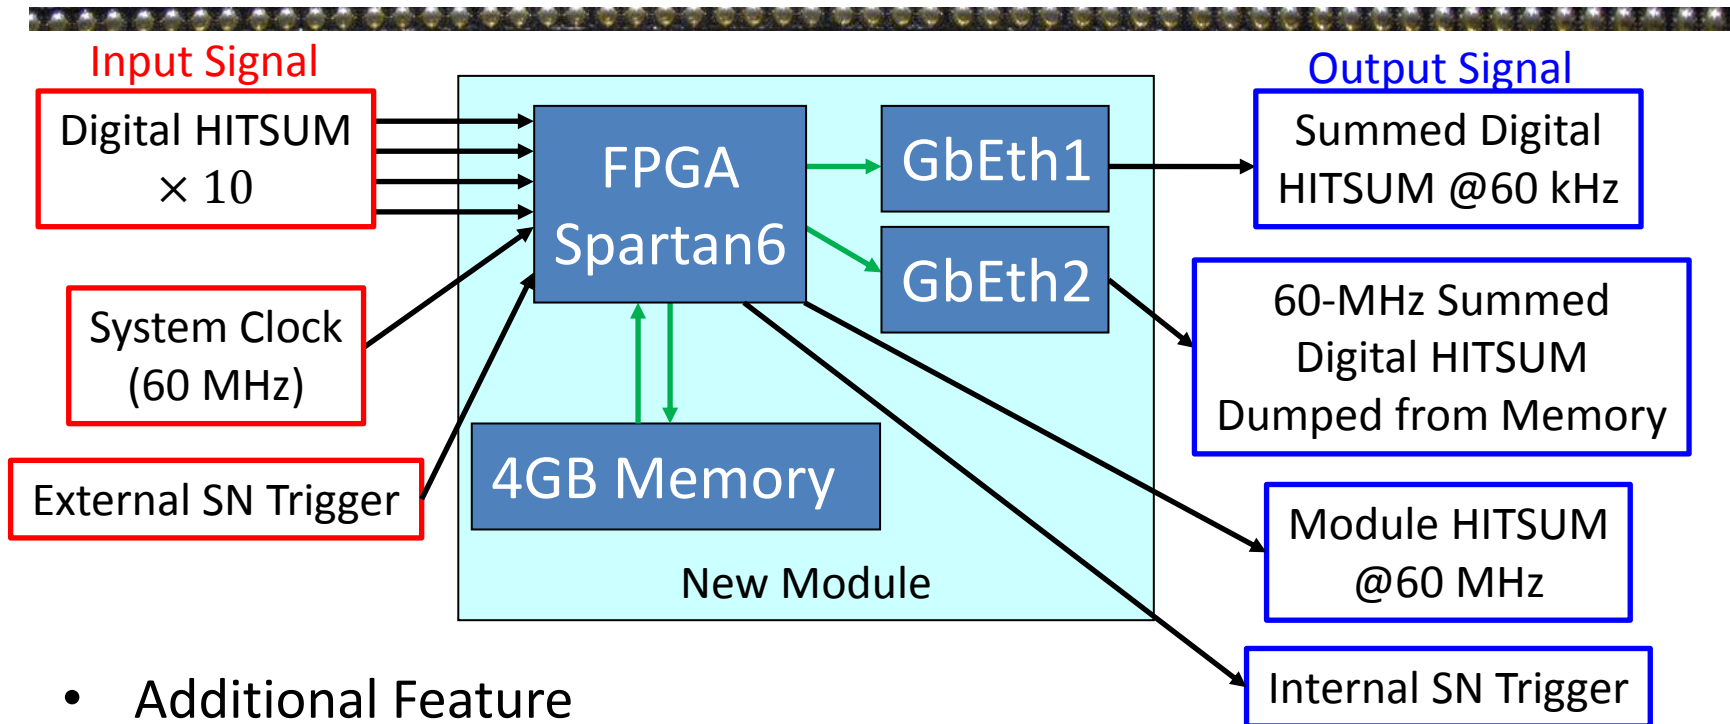 Input Signal
Digital HITSUM
× 10
System Clock
(60 MHz)
External SN Trigger
FPGA
Spartan6
GbEth1
GbEth2
4GB Memory
New Module
Output Signal
Summed Digital
HITSUM @60 kHz
60-MHz Summed
Digital HITSUM
Dumped from Memory
Module HITSUM
@60 MHz
Internal SN Trigger
• Additional Feature